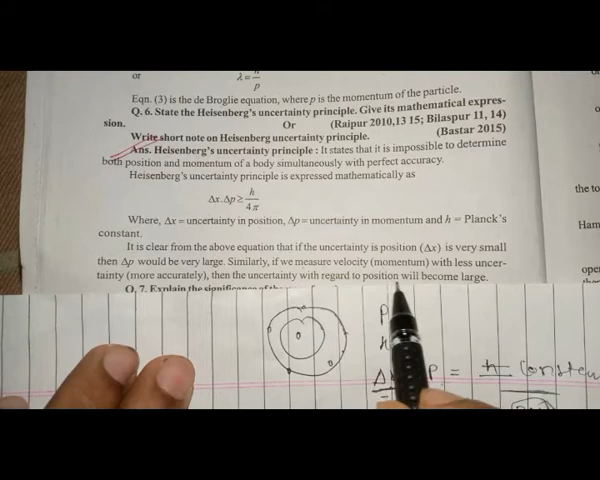 or
λ = h/p
Eqn. (3) is the de Broglie equation, where p is the momentum of the particle.
Q. 6. State the Heisenberg's uncertainty principle. Give its mathematical expres-
sion. Or (Raipur 2010,13 15; Bilaspur 11, 14)
Write short note on Heisenberg uncertainty principle. (Bastar 2015)
Ans. Heisenberg's uncertainty principle : It states that it is impossible to determine
both position and momentum of a body simultaneously with perfect accuracy.
Heisenberg's uncertainty principle is expressed mathematically as
Δx.Δp ≥ h/4π
Where, Δx = uncertainty in position, Δp = uncertainty in momentum and h = Planck's
constant.
It is clear from the above equation that if the uncertainty is position (Δx) is very small
then Δp would be very large. Similarly, if we measure velocity (momentum) with less uncer-
tainty (more accurately), then the uncertainty with regard to position will become large.
Q. 7. Explain the
the to
Ham
oper
P = h Constan